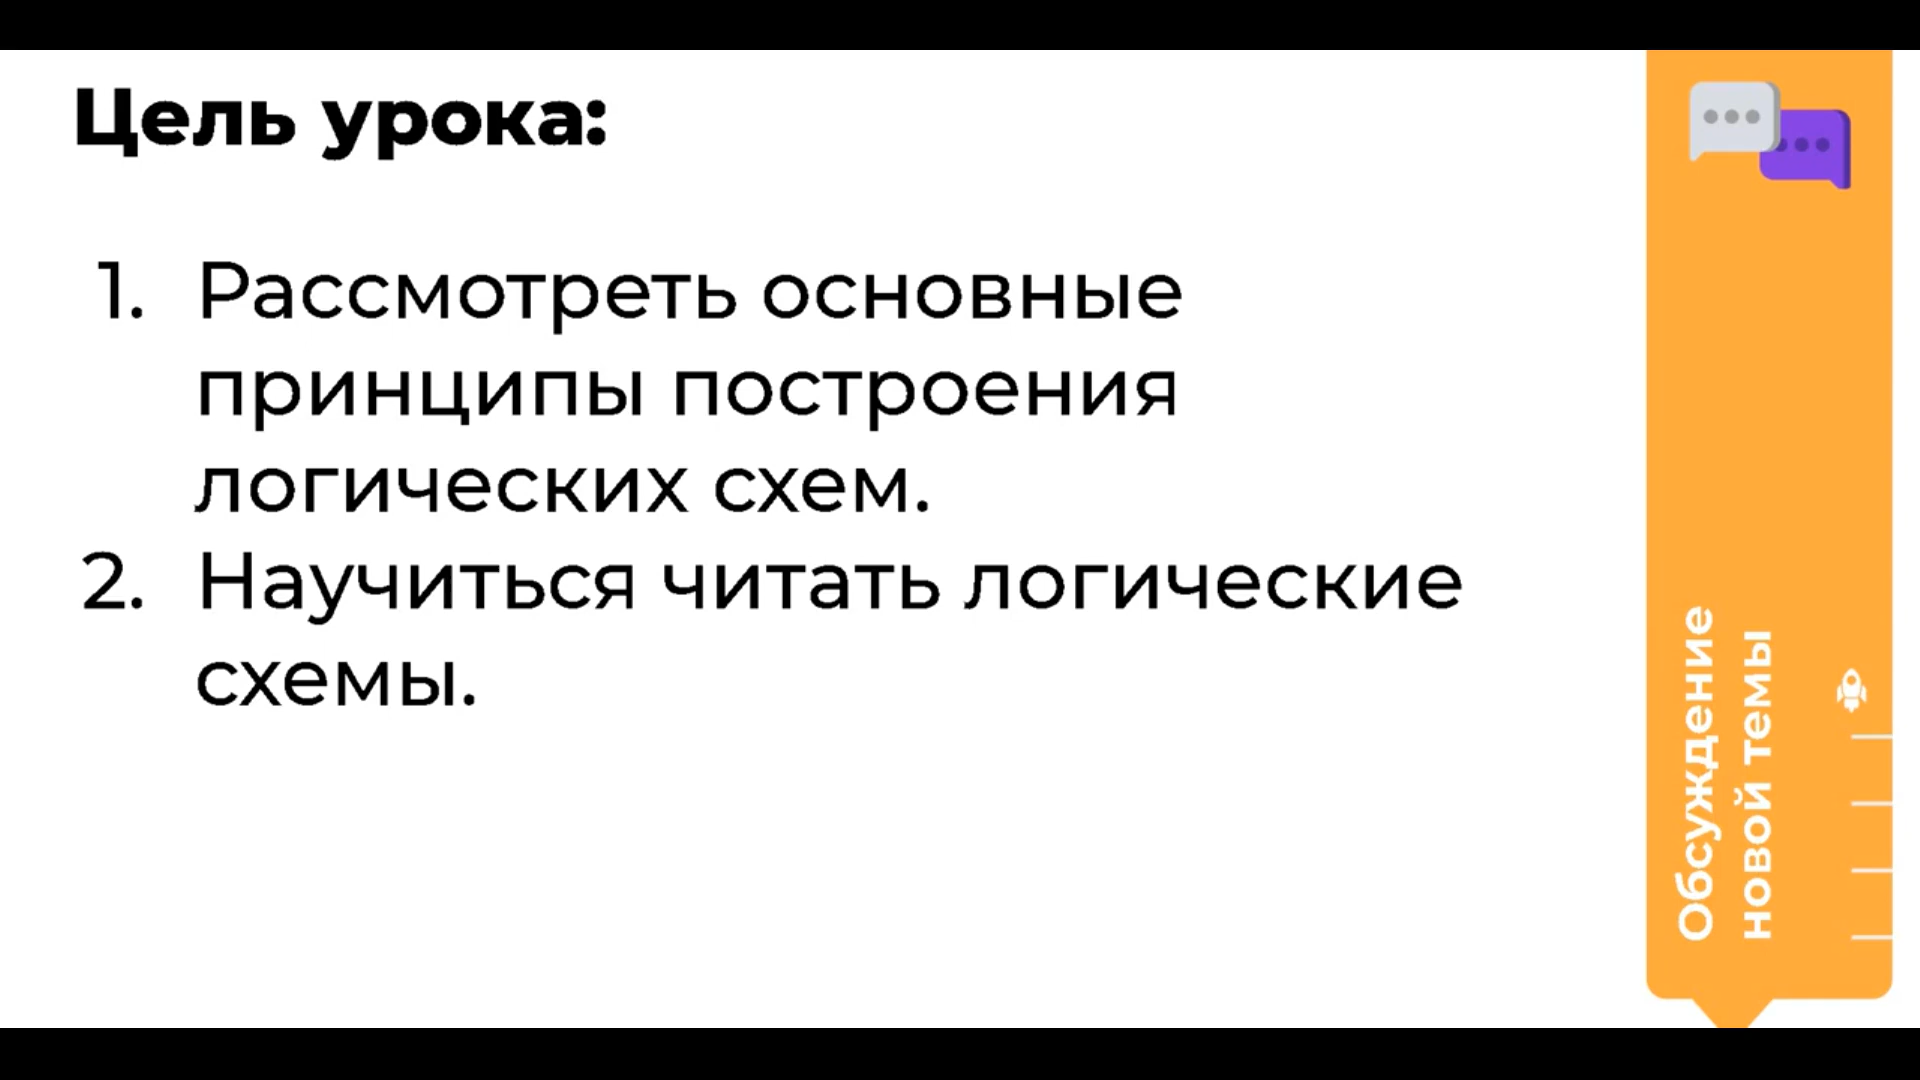 Цель урока:
1. Рассмотреть основные
принципы построения
логических схем.
2. Научиться читать логические
схемы.
Обсуждение
новой темы